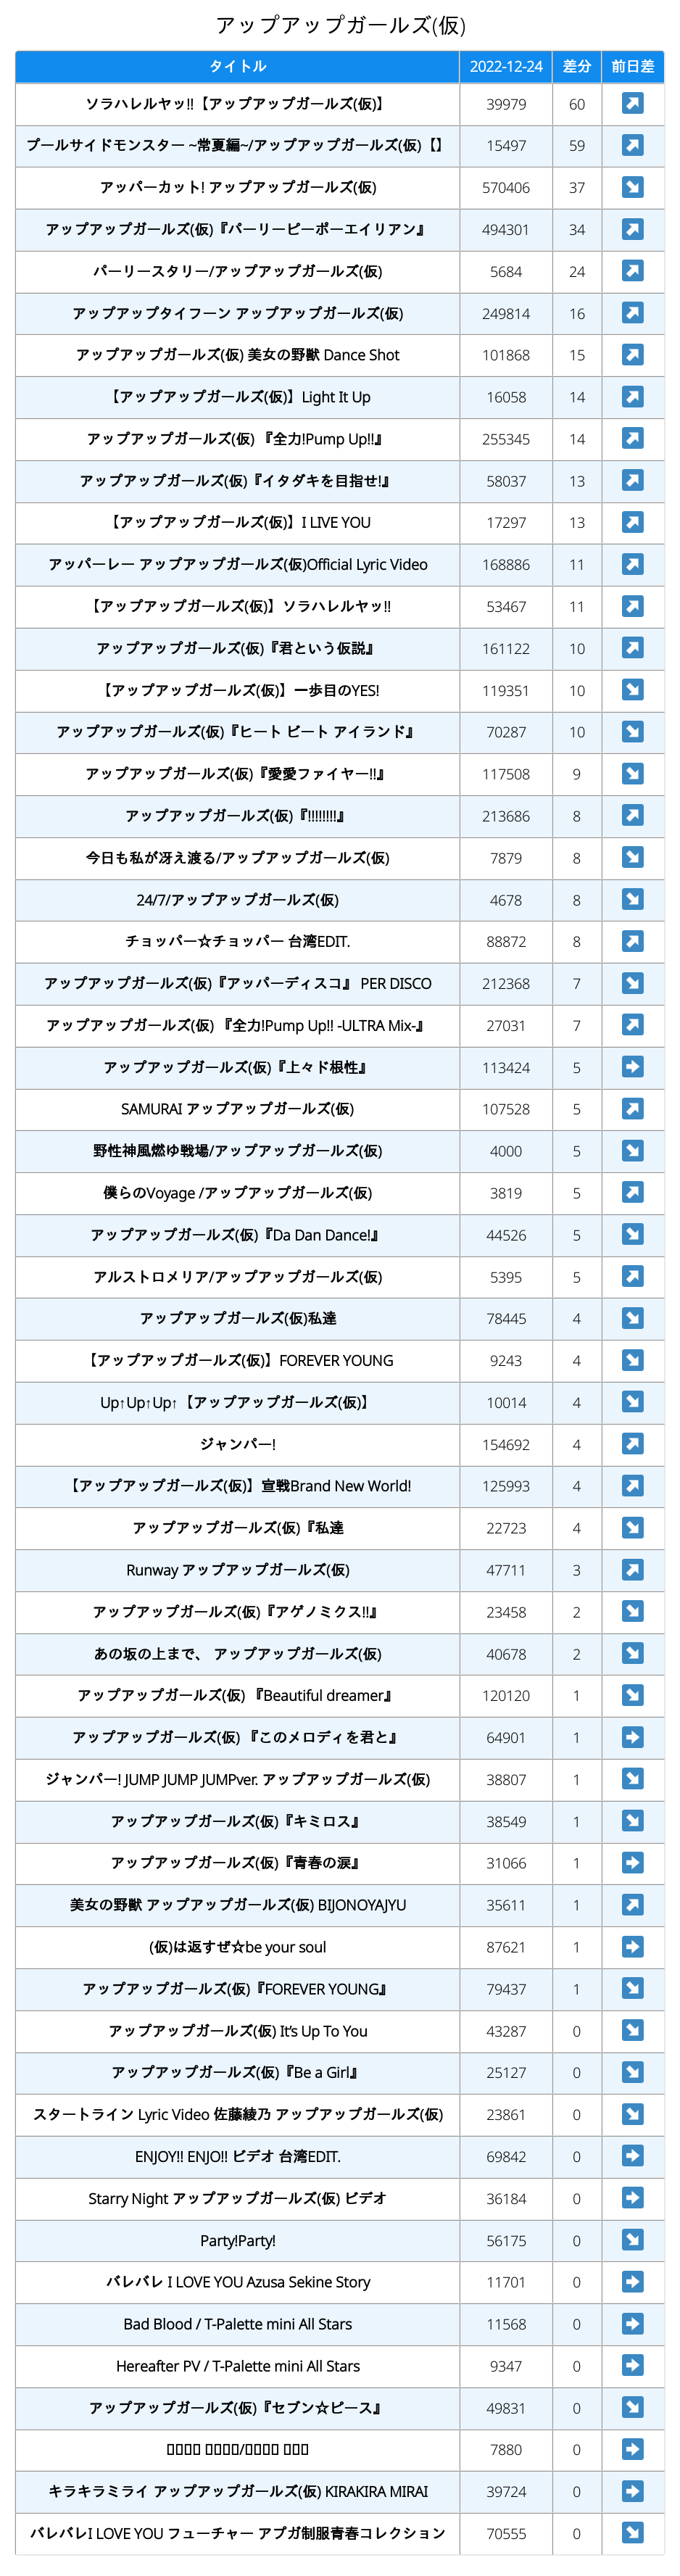 アップアップガールズ(仮)
タイトル 2022-12-24 差分 前日差
ソラハレルヤッ!!【アップアップガールズ(仮)】 39979 60
プールサイドモンスター ~常夏編~/アップアップガールズ(仮)【】 15497 59
アッパーカット! アップアップガールズ(仮) 570406 37
アップアップガールズ(仮)『パーリーピーポーエイリアン』 494301 34
パーリースタリー/アップアップガールズ(仮) 5684 24
アップアップタイフーン アップアップガールズ(仮) 249814 16
アップアップガールズ(仮) 美女の野獣 Dance Shot 101868 15
【アップアップガールズ(仮)】Light It Up 16058 14
アップアップガールズ(仮) 『全力!Pump Up!!』 255345 14
アップアップガールズ(仮)『イタダキを目指せ!』 58037 13
【アップアップガールズ(仮)】I LIVE YOU 17297 13
アッパーレー アップアップガールズ(仮)Official Lyric Video 168886 11
【アップアップガールズ(仮)】ソラハレルヤッ!! 53467 11
アップアップガールズ(仮)『君という仮説』 161122 10
【アップアップガールズ(仮)】一歩目のYES! 119351 10
アップアップガールズ(仮)『ヒート ビート アイランド』 70287 10
アップアップガールズ(仮)『愛愛ファイヤー!!』 117508 9
アップアップガールズ(仮)『!!!!!!!!』 213686 8
今日も私が冴え渡る/アップアップガールズ(仮) 7879 8
24/7/アップアップガールズ(仮) 4678 8
チョッパー☆チョッパー 台湾EDIT. 88872 8
アップアップガールズ(仮)『アッパーディスコ』 PER DISCO 212368 7
アップアップガールズ(仮) 『全力!Pump Up!! -ULTRA Mix-』 27031 7
アップアップガールズ(仮)『上々ド根性』 113424 5
SAMURAI アップアップガールズ(仮) 107528 5
野性神風燃ゆ戦場/アップアップガールズ(仮) 4000 5
僕らのVoyage /アップアップガールズ(仮) 3819 5
アップアップガールズ(仮)『Da Dan Dance!』 44526 5
アルストロメリア/アップアップガールズ(仮) 5395 5
アップアップガールズ(仮)私達 78445 4
【アップアップガールズ(仮)】FOREVER YOUNG 9243 4
Up↑Up↑Up↑【アップアップガールズ(仮)】 10014 4
ジャンパー! 154692 4
【アップアップガールズ(仮)】宣戦Brand New World! 125993 4
アップアップガールズ(仮)『私達 22723 4
Runway アップアップガールズ(仮) 47711 3
アップアップガールズ(仮)『アゲノミクス!!』 23458 2
あの坂の上まで、 アップアップガールズ(仮) 40678 2
アップアップガールズ(仮) 『Beautiful dreamer』 120120 1
アップアップガールズ(仮) 『このメロディを君と』 64901 1
ジャンパー! JUMP JUMP JUMPver. アップアップガールズ(仮) 38807 1
アップアップガールズ(仮)『キミロス』 38549 1
アップアップガールズ(仮)『青春の涙』 31066 1
美女の野獣 アップアップガールズ(仮) BIJONOYAJYU 35611 1
(仮)は返すぜ☆be your soul 87621 1
アップアップガールズ(仮)『FOREVER YOUNG』 79437 1
アップアップガールズ(仮) It's Up To You 43287 0
アップアップガールズ(仮)『Be a Girl』 25127 0
スタートライン Lyric Video 佐藤綾乃 アップアップガールズ(仮) 23861 0
ENJOY!! ENJO!! ビデオ 台湾EDIT. 69842 0
Starry Night アップアップガールズ(仮) ビデオ 36184 0
Party!Party! 56175 0
バレバレ I LOVE YOU Azusa Sekine Story 11701 0
Bad Blood / T-Palette mini All Stars 11568 0
Hereafter PV / T-Palette mini All Stars 9347 0
アップアップガールズ(仮)『セブン☆ピース』 49831 0
7880 0
キラキラミライ アップアップガールズ(仮) KIRAKIRA MIRAI 39724 0
バレバレI LOVE YOU フューチャー アプガ制服青春コレクション 70555 0